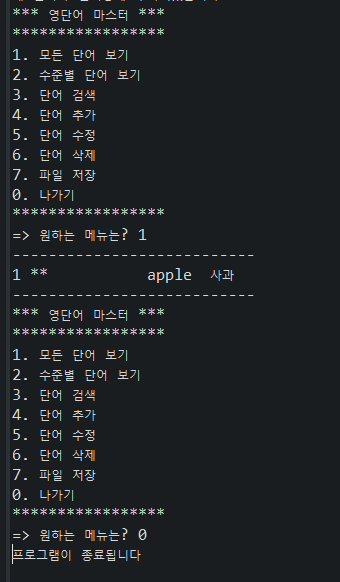 *** 영단어 마스터 ***
*****************
1. 모든 단어 보기
2. 수준별 단어 보기
3. 단어 검색
4. 단어 추가
5. 단어 수정
6. 단어 삭제
7. 파일 저장
0. 나가기
*****************
=> 원하는 메뉴는? 1
---------------------------
1 **           apple  사과
---------------------------
*** 영단어 마스터 ***
*****************
1. 모든 단어 보기
2. 수준별 단어 보기
3. 단어 검색
4. 단어 추가
5. 단어 수정
6. 단어 삭제
7. 파일 저장
0. 나가기
*****************
=> 원하는 메뉴는? 0
프로그램이 종료됩니다